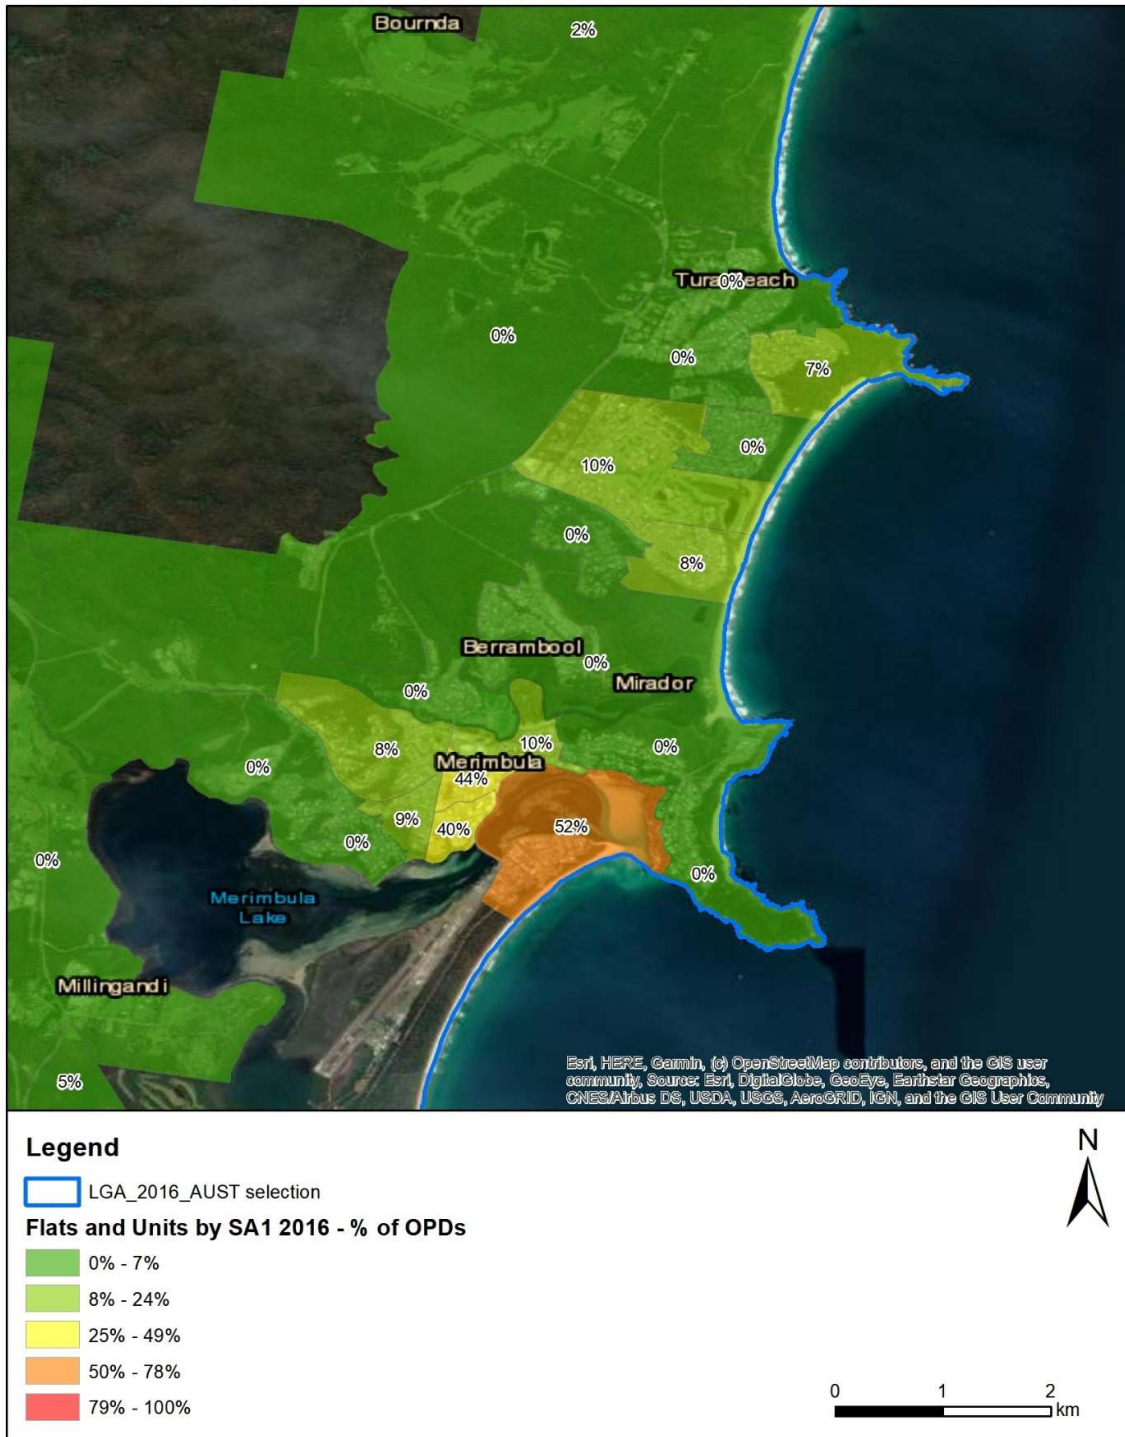 Bournda
2%
Tura Beach
0%
0%
0%
7%
0%
10%
0%
8%
Berrambool
0%
Mirador
0%
10%
0%
8%
Merimbula
0%
44%
9%
40%
52%
0%
0%
0%
Merimbula
Lake
Millingandi
5%
Esri, HERE, Garmin, (c) OpenStreetMap contributors, and the GIS user
community, Source: Esri, DigitalGlobe, GeoEye, Earthstar Geographics,
CNES/Airbus DS, USDA, USGS, AeroGRID, IGN, and the GIS User Community
Legend
N
LGA_2016_AUST selection
Flats and Units by SA1 2016 - % of OPDs
0% - 7%
8% - 24%
25% - 49%
50% - 78%
79% - 100%
0 1 2
km